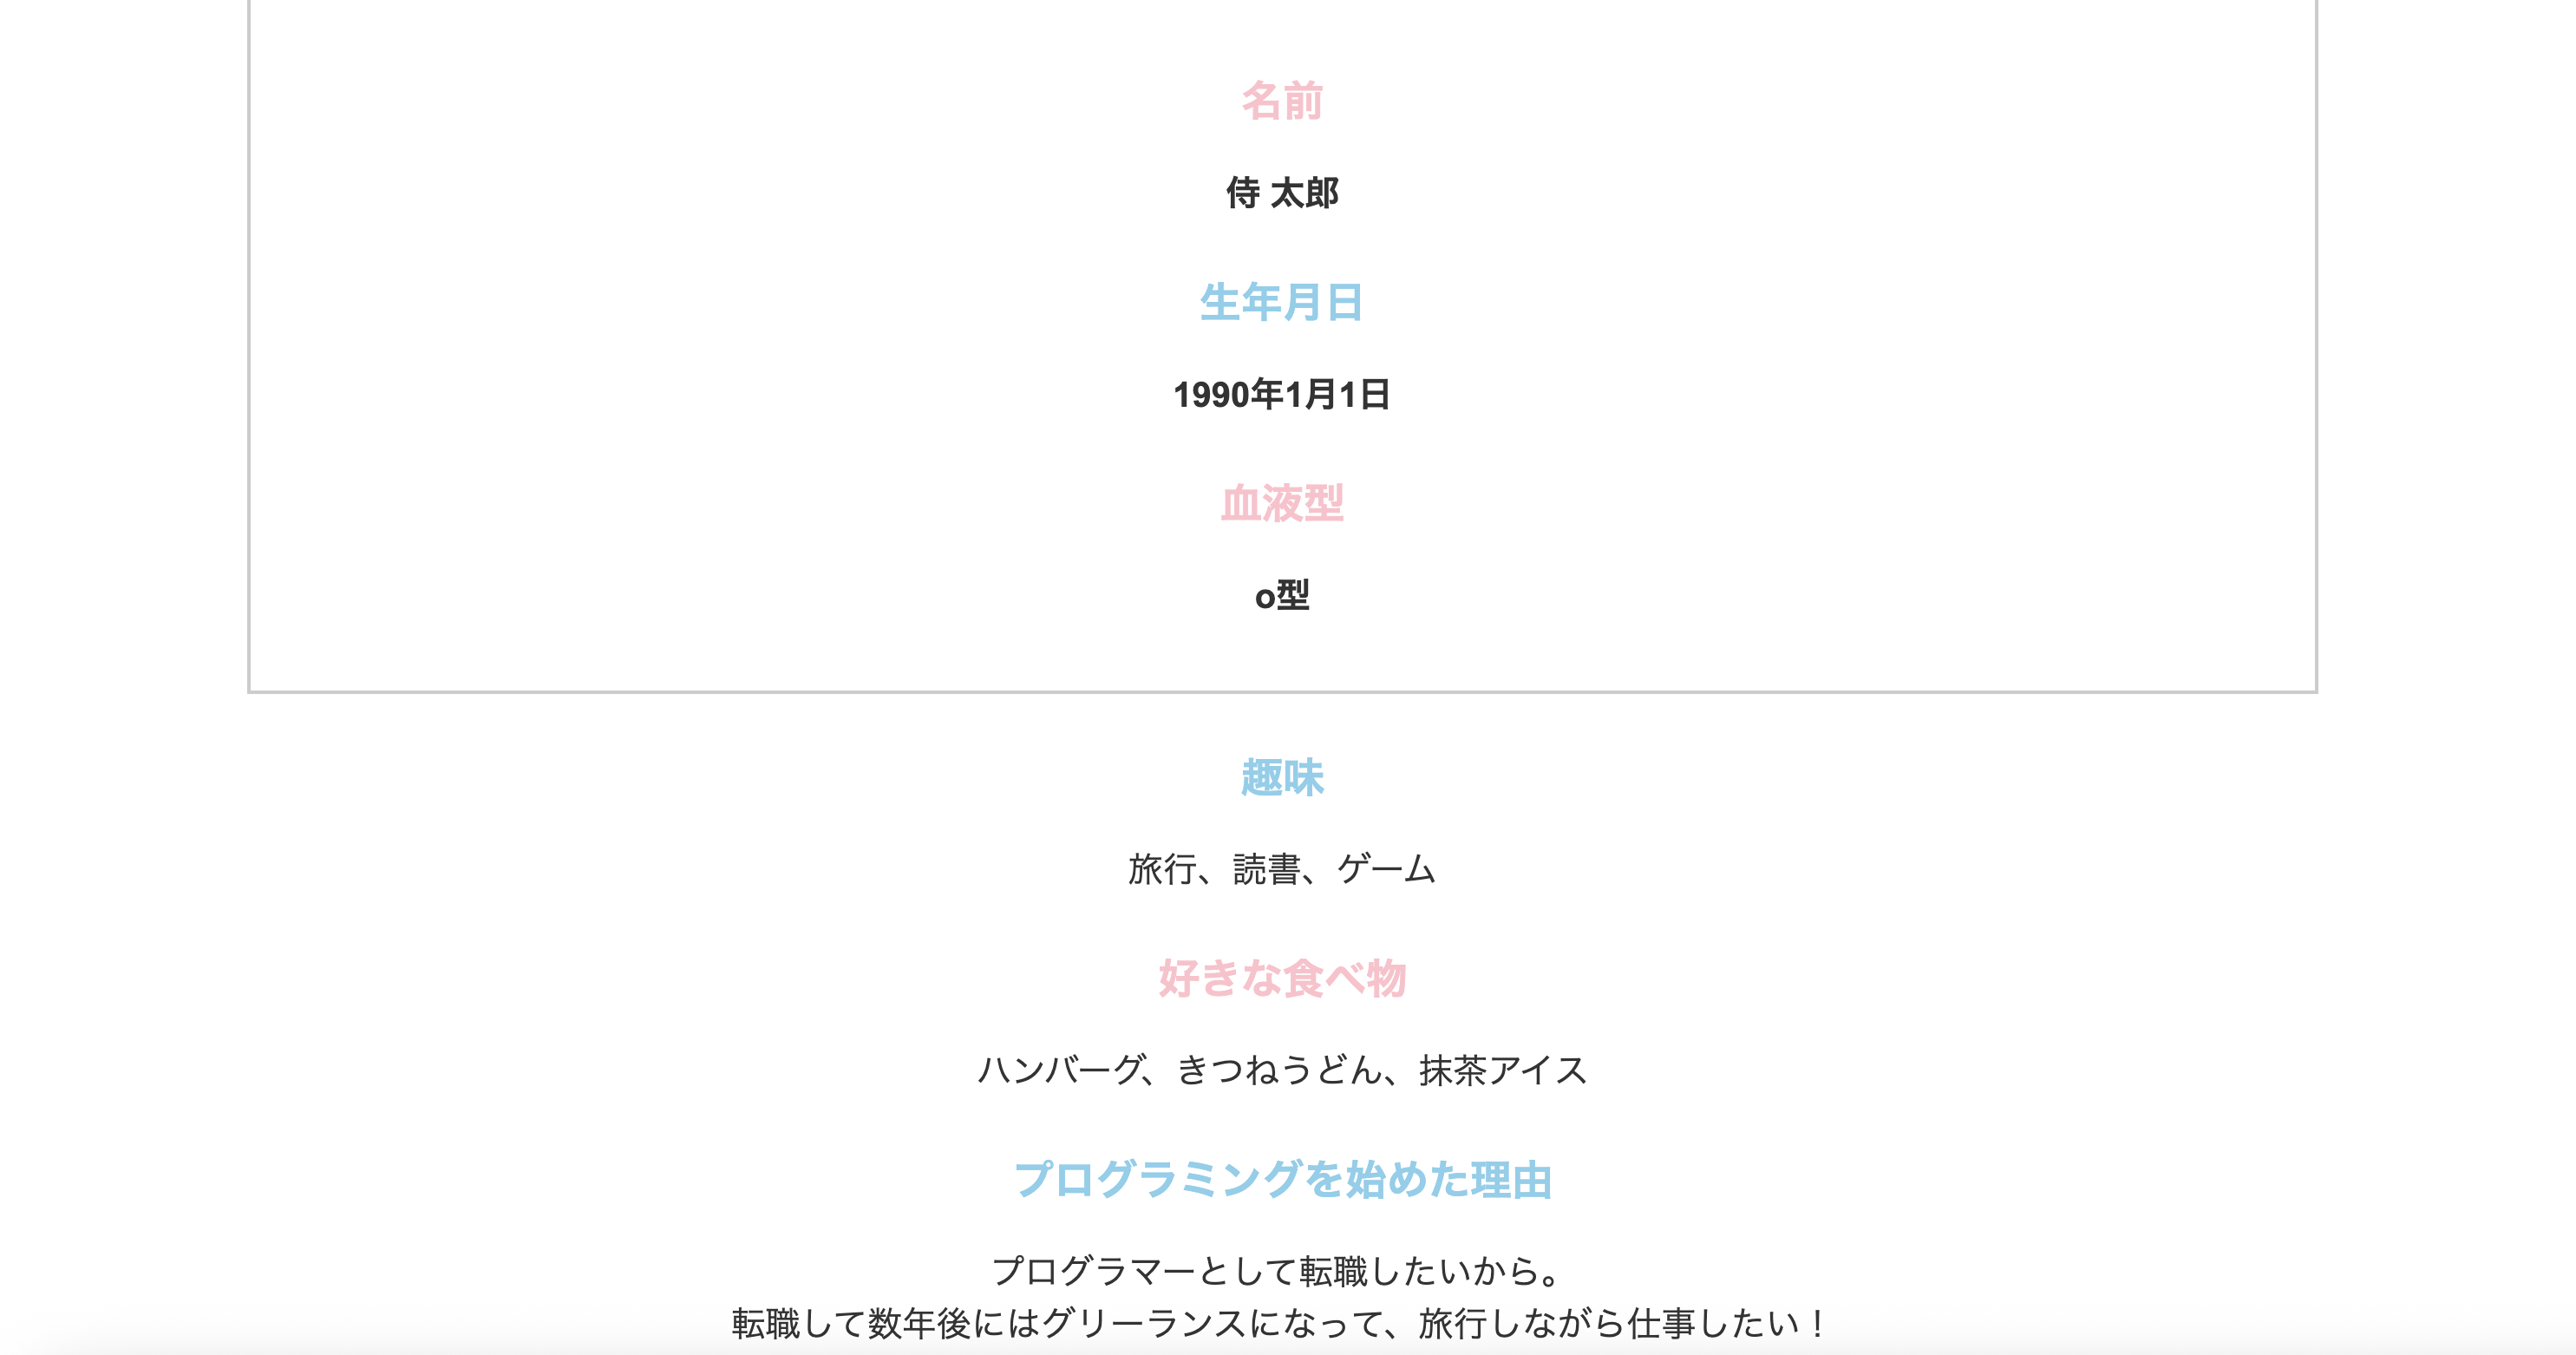 名前
侍 太郎
生年月日
1990年1月1日
血液型
o型
趣味
旅行、読書、ゲーム
好きな食べ物
ハンバーグ、きつねうどん、抹茶アイス
プログラミングを始めた理由
プログラマーとして転職したいから。
転職して数年後にはグリーランスになって、旅行しながら仕事したい！